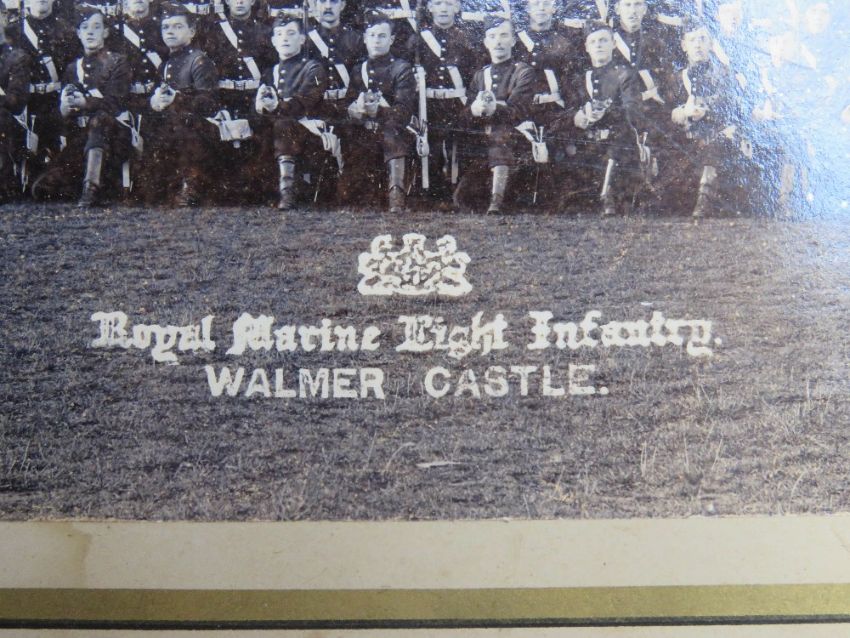 Royal Marine Light Infantry.
WALMER CASTLE.